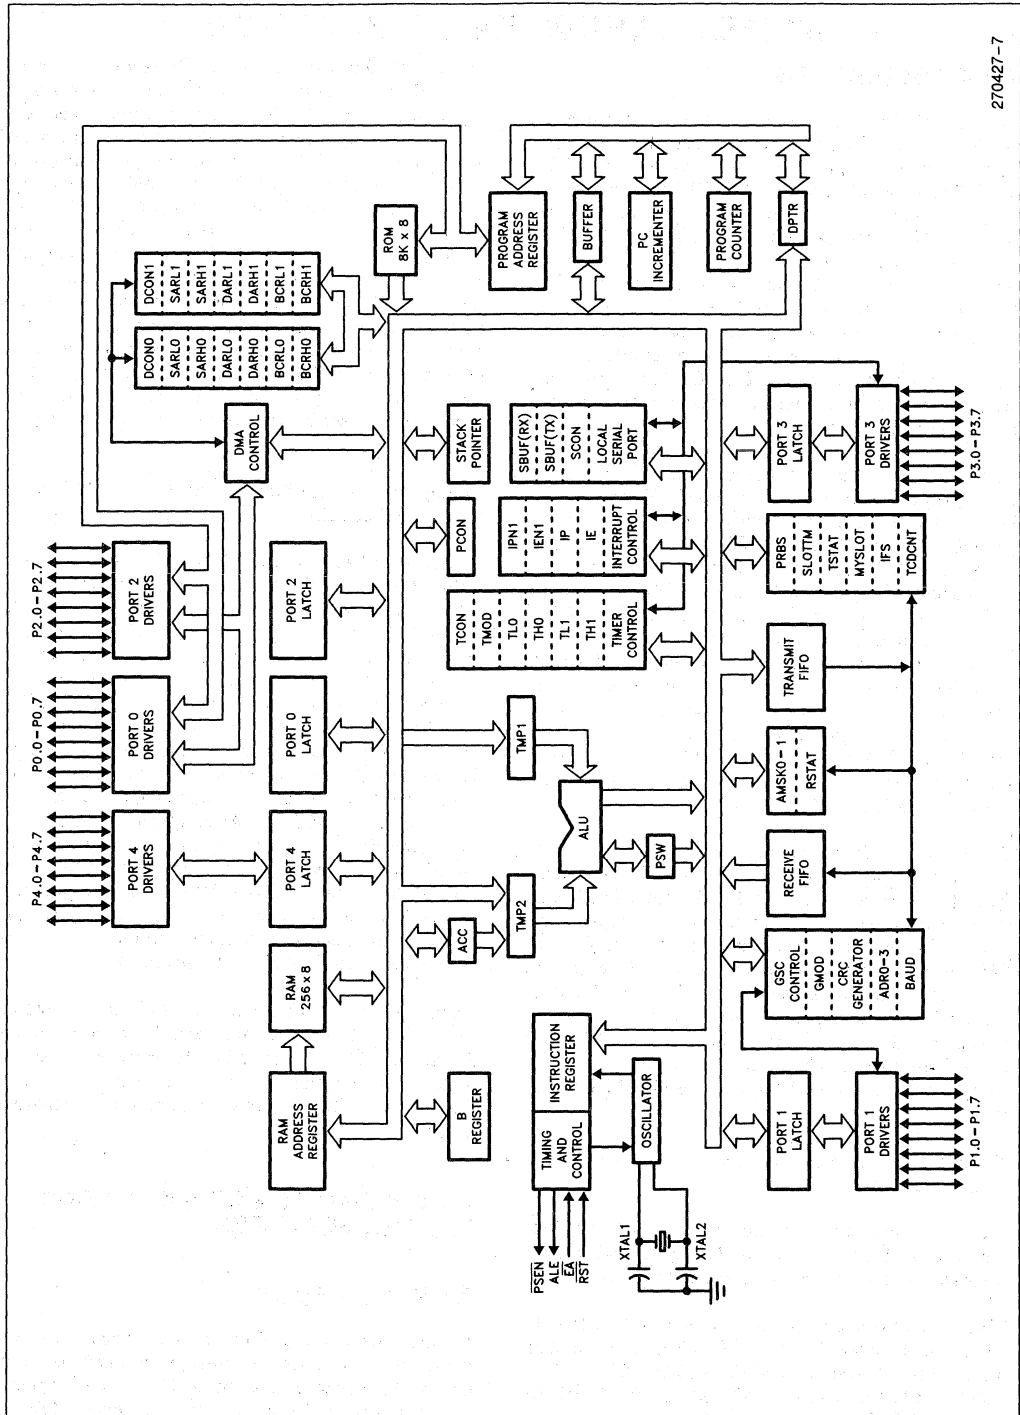 P4.0-P4.7
P0.0-P0.7
P2.0-P2.7
PORT 4
DRIVERS
PORT 0
DRIVERS
PORT 2
DRIVERS
DCON0
SARL0
SARH0
DARL0
DARH0
BCRL0
BCRH0
DCON1
SARL1
SARH1
DARL1
DARH1
BCRL1
BCRH1
DMA
CONTROL
RAM
ADDRESS
REGISTER
RAM
256 x 8
PORT 4
LATCH
PORT 0
LATCH
PORT 2
LATCH
ROM
8K x 8
B
REGISTER
ACC
TMP2
TMP1
PCON
STACK
POINTER
PROGRAM
ADDRESS
REGISTER
BUFFER
PC
INCREMENTER
PROGRAM
COUNTER
DPTR
PSEN
ALE
EA
RST
TIMING
AND
CONTROL
INSTRUCTION
REGISTER
OSCILLATOR
XTAL1
XTAL2
ALU
PSW
TCON
TMOD
TL0
TH0
TL1
TH1
TIMER
CONTROL
IPN1
IEN1
IP
IE
INTERRUPT
CONTROL
SBUF(RX)
SBUF(TX)
SCON
LOCAL
SERIAL
PORT
PORT 1
LATCH
PORT 1
DRIVERS
P1.0-P1.7
GSC
CONTROL
GMOD
CRC
GENERATOR
ADR0-3
BAUD
RECEIVE
FIFO
AMSK0-1
RSTAT
TRANSMIT
FIFO
PRBS
SLOTTM
TSTAT
MYSLOT
IFS
TCDCNT
PORT 3
LATCH
PORT 3
DRIVERS
P3.0-P3.7
270427-7